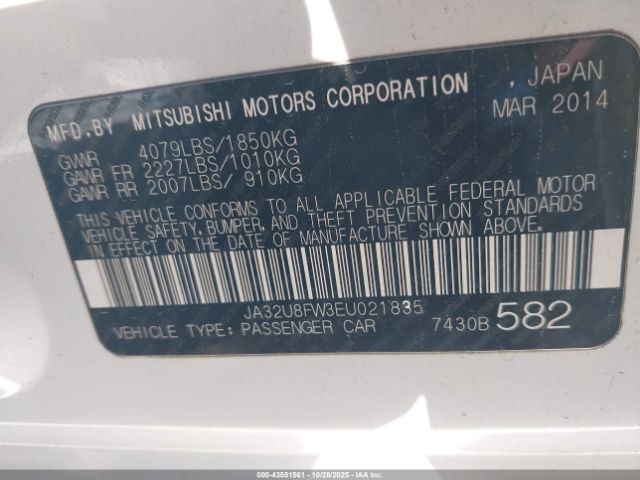 MFD.BY MITSUBISHI MOTORS CORPORATION , JAPAN
MAR 2014
GVWR 4079LBS/1850KG
GAWR FR 2227LBS/1010KG
GAWR RR 2007LBS/ 910KG
THIS VEHICLE CONFORMS TO ALL APPLICABLE FEDERAL MOTOR
VEHICLE SAFETY,BUMPER,AND THEFT PREVENTION STANDARDS
IN EFFECT ON THE DATE OF MANUFACTURE SHOWN ABOVE.
JA32U8FW3EU021835
VEHICLE TYPE: PASSENGER CAR 7430B 582
000-43551561 - 10/28/2025 - IAAI.com